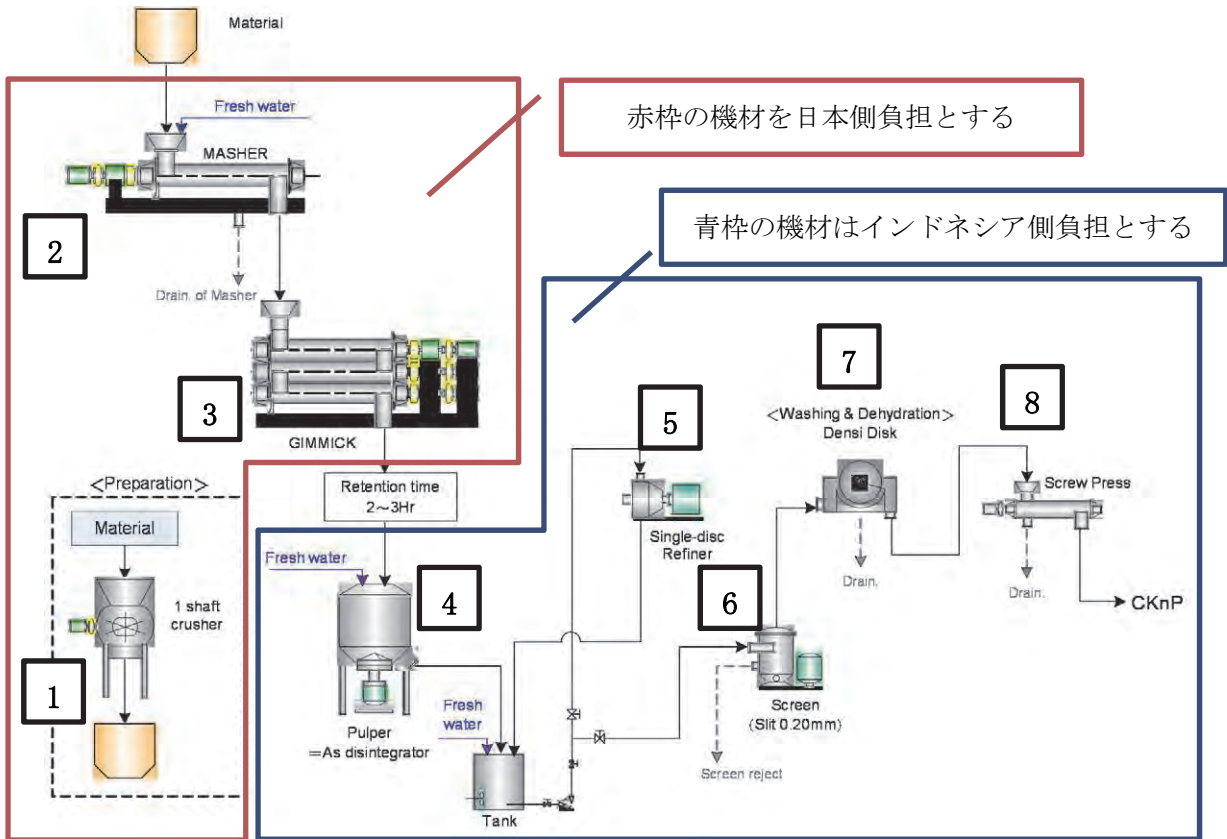 Material
Fresh water
MASHER
赤枠の機材を日本側負担とする
青枠の機材はインドネシア側負担とする
2
Drain. of Masher
3
GIMMICK
<Preparation>
Material
1 shaft
crusher
1
Retention time
2～3Hr
Fresh water
4
Pulper
=As disintegrator
Fresh
water
Tank
5
Single-disc
Refiner
6
Screen
(Slit 0.20mm)
Screen reject
7
<Washing & Dehydration>
Densi Disk
Drain.
8
Screw Press
Drain.
CKnP